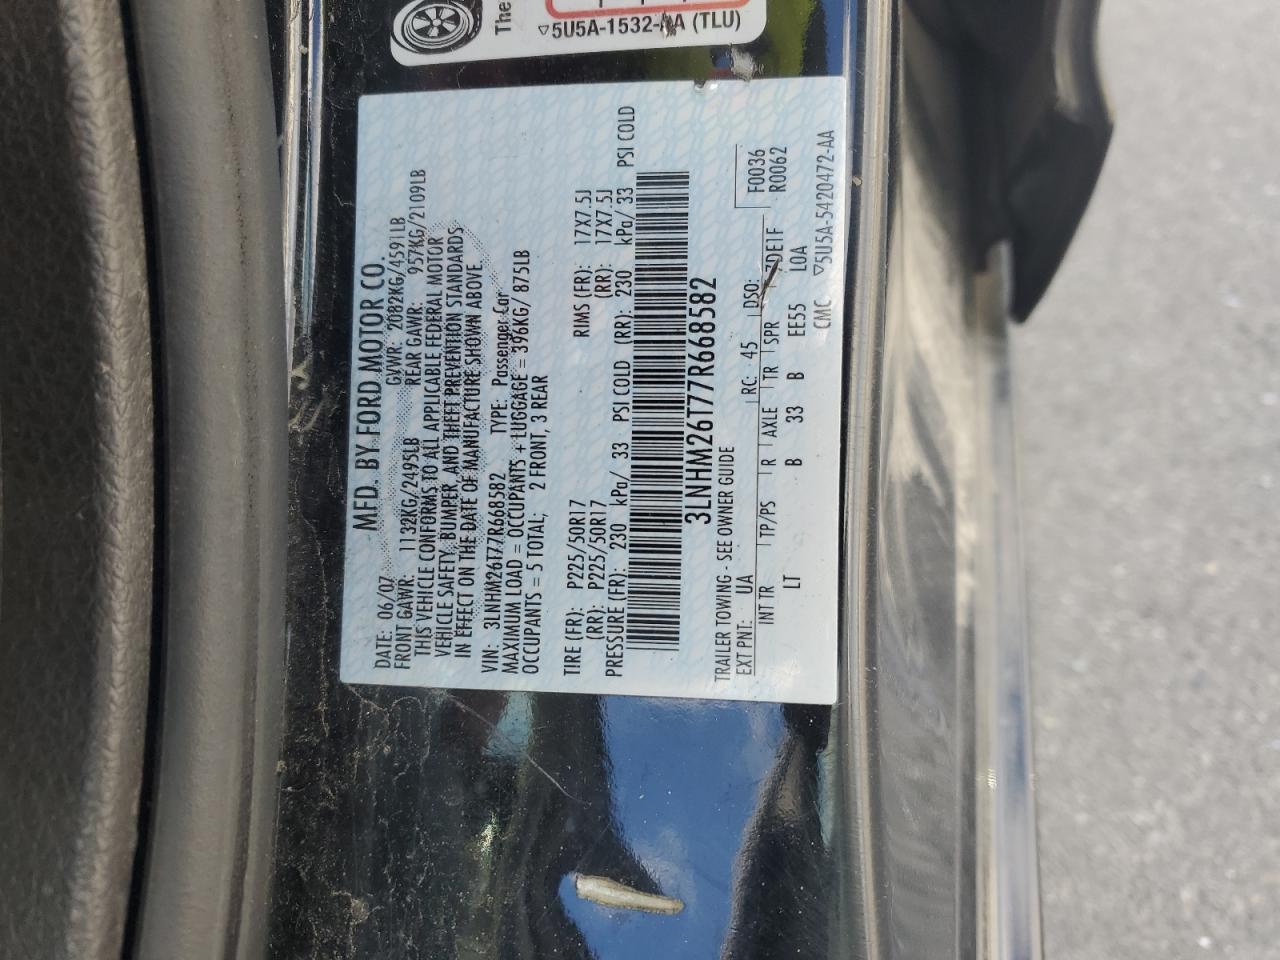 The
▽5U5A-1532-AA (TLU)
MFD. BY FORD MOTOR CO
DATE: 06/07 GVWR: 2082KG/4591LB
FRONT GAWR: 1132KG/2495LB REAR GAWR: 957KG/2109LB
THIS VEHICLE CONFORMS TO ALL APPLICABLE FEDERAL MOTOR
VEHICLE SAFETY, BUMPER, AND THEFT PREVENTION STANDARDS
IN EFFECT ON THE DATE OF MANUFACTURE SHOWN ABOVE.
VIN: 3LNHM26T77R668582 TYPE: Passenger Car
MAXIMUM LOAD = OCCUPANTS + LUGGAGE = 396KG/ 875LB
OCCUPANTS = 5 TOTAL; 2 FRONT, 3 REAR
TIRE (FR): P225/50R17 RIMS (FR): 17X7.5J
(RR): P225/50R17 (RR): 17X7.5J
PRESSURE (FR): 230 kPa/ 33 PSI COLD (RR): 230 kPa/ 33 PSI COLD
3LNHM26T77R668582
TRAILER TOWING - SEE OWNER GUIDE
F0036
R0062
EXT PNT: UA RC: 45 DSO:
INT TR TP/PS R AXLE TR SPR
LT B 33 B EE55 L0A
CMC ▽5U5A-5420472-AA